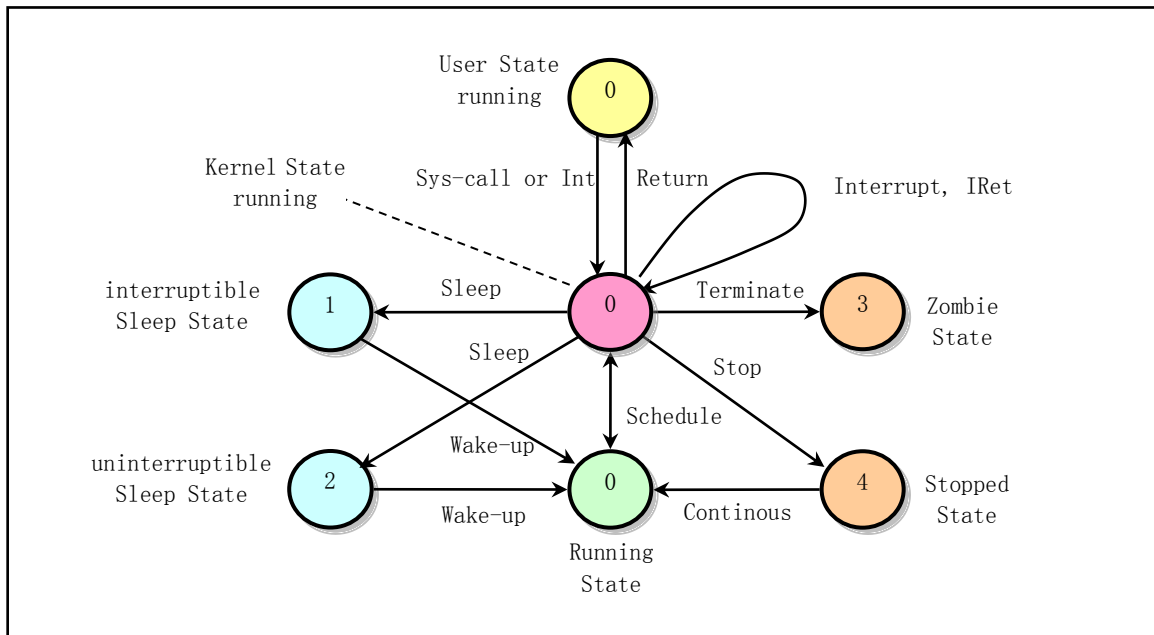 User State
running
0
Kernel State
running
Sys-call or Int
Return
Interrupt, IRet
interruptible
Sleep State
1
Sleep
0
Terminate
3
Zombie
State
Sleep
Stop
Schedule
Wake-up
uninterruptible
Sleep State
2
Wake-up
0
Continous
4
Stopped
State
Running
State